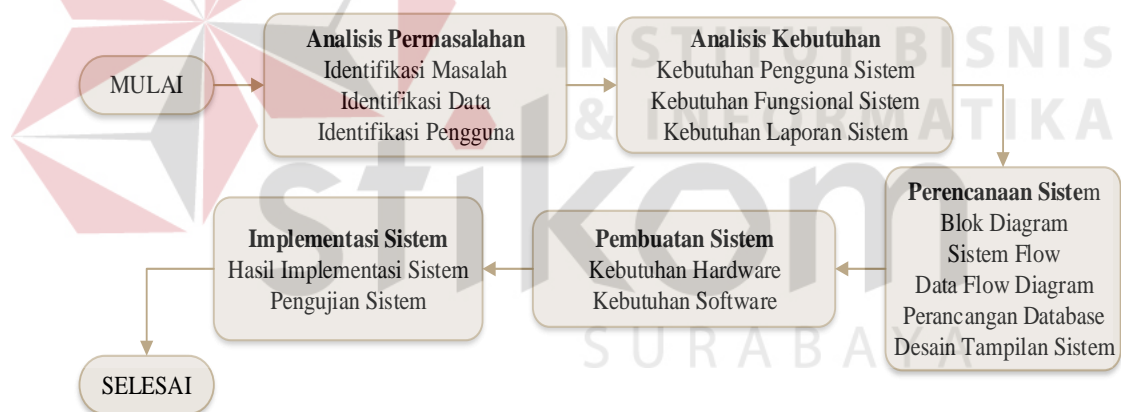 MULAI
Analisis Permasalahan
Identifikasi Masalah
Identifikasi Data
Identifikasi Pengguna
Analisis Kebutuhan
Kebutuhan Pengguna Sistem
Kebutuhan Fungsional Sistem
Kebutuhan Laporan Sistem
Perencanaan Sistem
Blok Diagram
Sistem Flow
Data Flow Diagram
Perancangan Database
Desain Tampilan Sistem
Pembuatan Sistem
Kebutuhan Hardware
Kebutuhan Software
Implementasi Sistem
Hasil Implementasi Sistem
Pengujian Sistem
SELESAI
INSTITUT BISNIS
& INFORMATIKA
stikom
SURABAYA